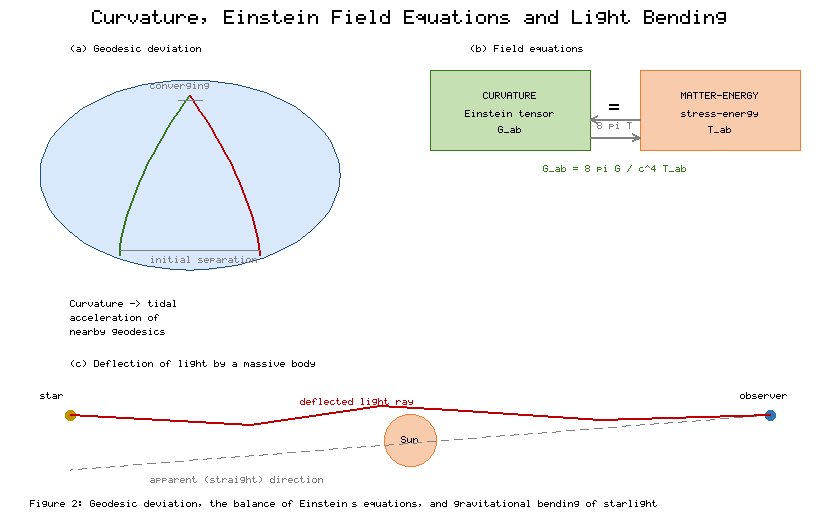 Curvature, Einstein Field Equations and Light Bending
(a) Geodesic deviation
(b) Field equations
converging
initial separation
CURVATURE
Einstein tensor
G_ab
=
8 pi T
MATTER-ENERGY
stress-energy
T_ab
G_ab = 8 pi G / c^4 T_ab
Curvature -> tidal
acceleration of
nearby geodesics
(c) Deflection of light by a massive body
star
deflected light ray
observer
Sun
apparent (straight) direction
Figure 2: Geodesic deviation, the balance of Einstein's equations, and gravitational bending of starlight